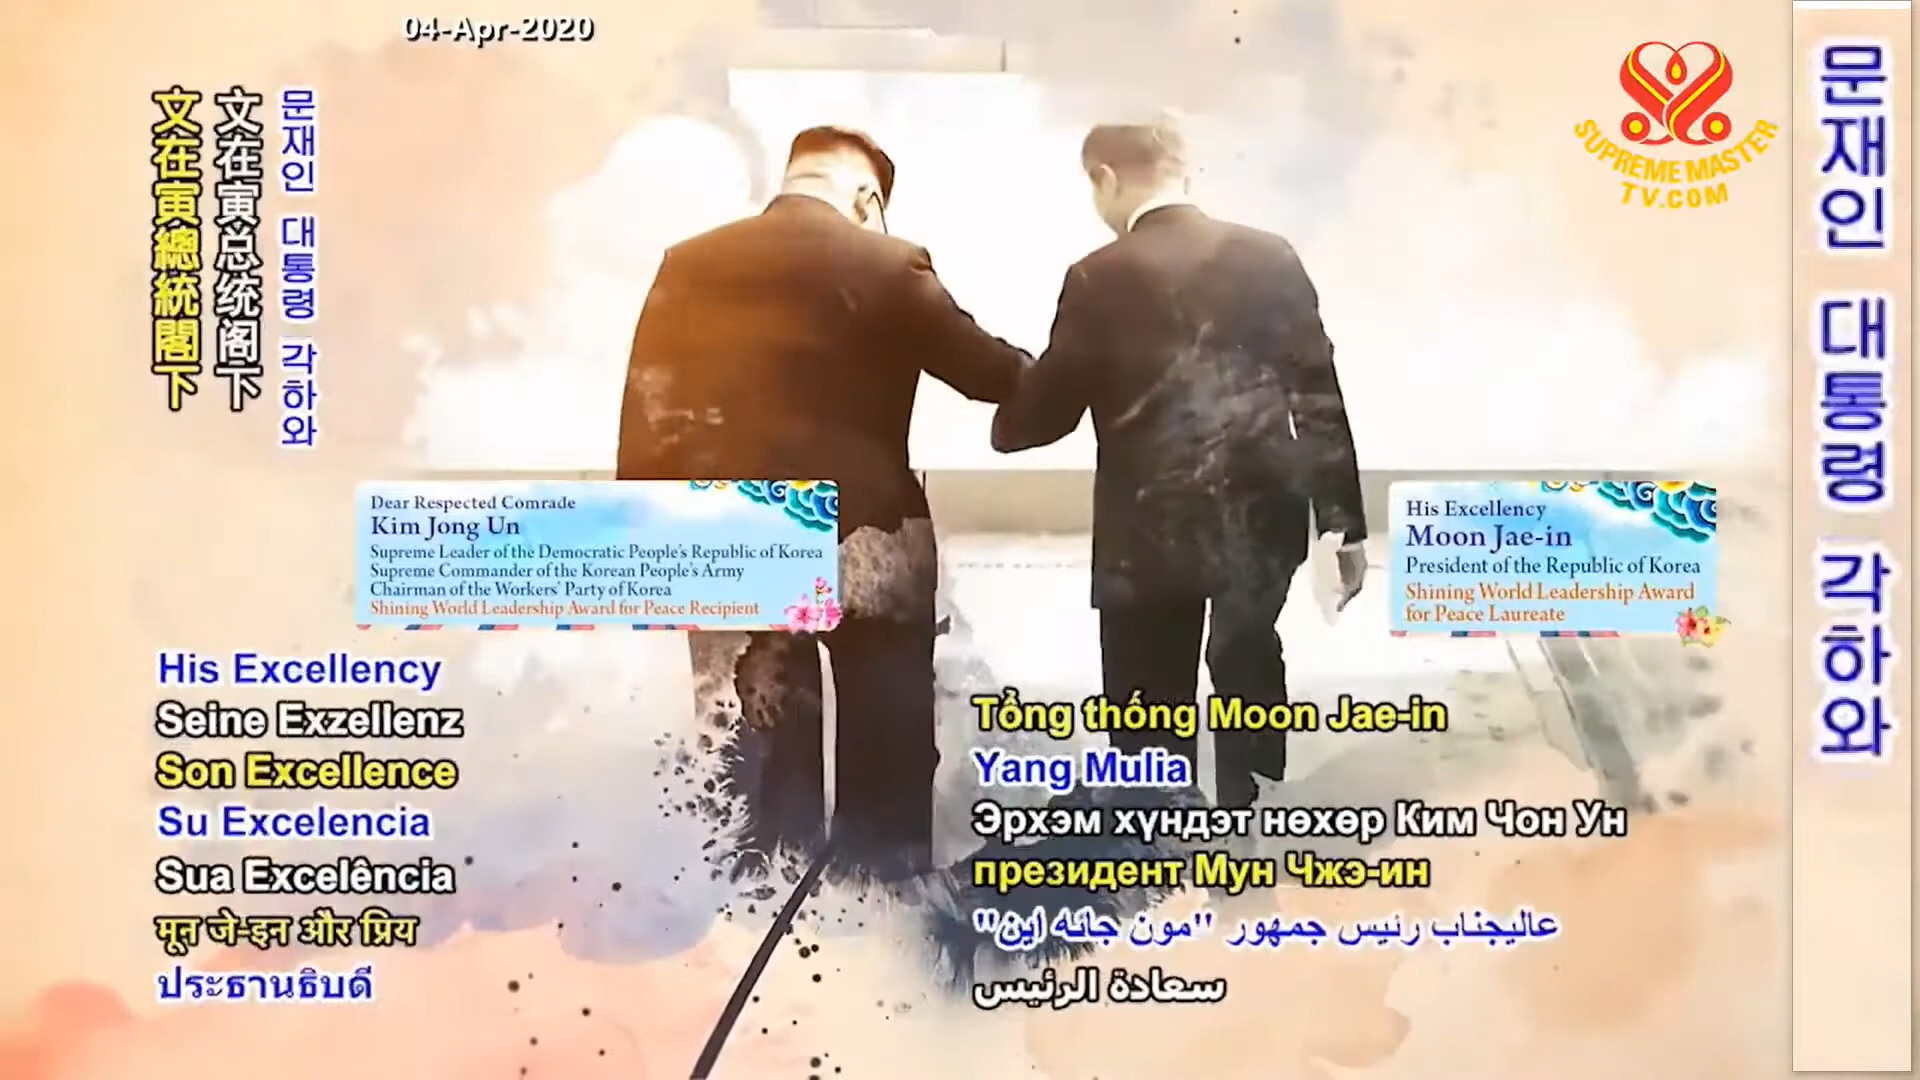 04-Apr-2020
SUPREME MASTER
TV.COM
문재인 대통령 각하와
文在寅总统阁下
文在寅總統閣下
문재인 대통령 각하와
Dear Respected Comrade
Kim Jong Un
Supreme Leader of the Democratic People's Republic of Korea
Supreme Commander of the Korean People's Army
Chairman of the Workers' Party of Korea
Shining World Leadership Award for Peace Recipient
His Excellency
Moon Jae-in
President of the Republic of Korea
Shining World Leadership Award
for Peace Laureate
His Excellency
Seine Exzellenz
Son Excellence
Su Excelencia
Sua Excelência
मून जे-इन और प्रिय
ประธานธิบดี
Tổng thống Moon Jae-in
Yang Mulia
Эрхэм хүндэт нөхөр Ким Чон Ун
президент Мун Чжэ-ин
عالیجناب رئیس جمهور "مون جائه این"
سعادة الرئيس